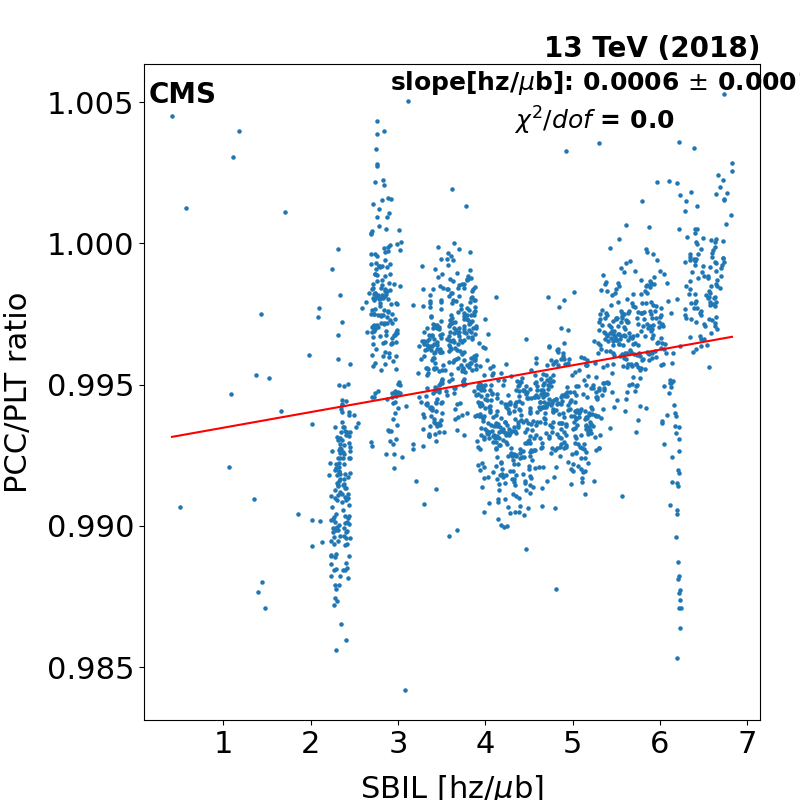 13 TeV (2018)
CMS
slope[hz/μb]: 0.0006 ± 0.000
χ²/dof = 0.0
1.005
1.000
0.995
0.990
0.985
PCC/PLT ratio
1 2 3 4 5 6 7
SBIL [hz/μb]